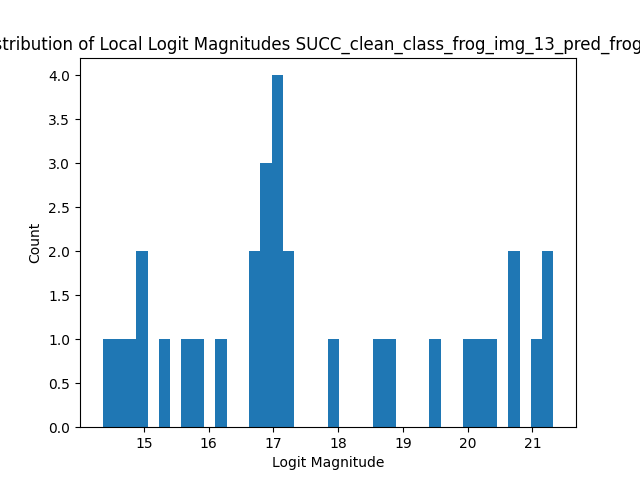 stribution of Local Logit Magnitudes SUCC_clean_class_frog_img_13_pred_frog
4.0
3.5
3.0
2.5
2.0
1.5
1.0
0.5
0.0
Count
15 16 17 18 19 20 21
Logit Magnitude